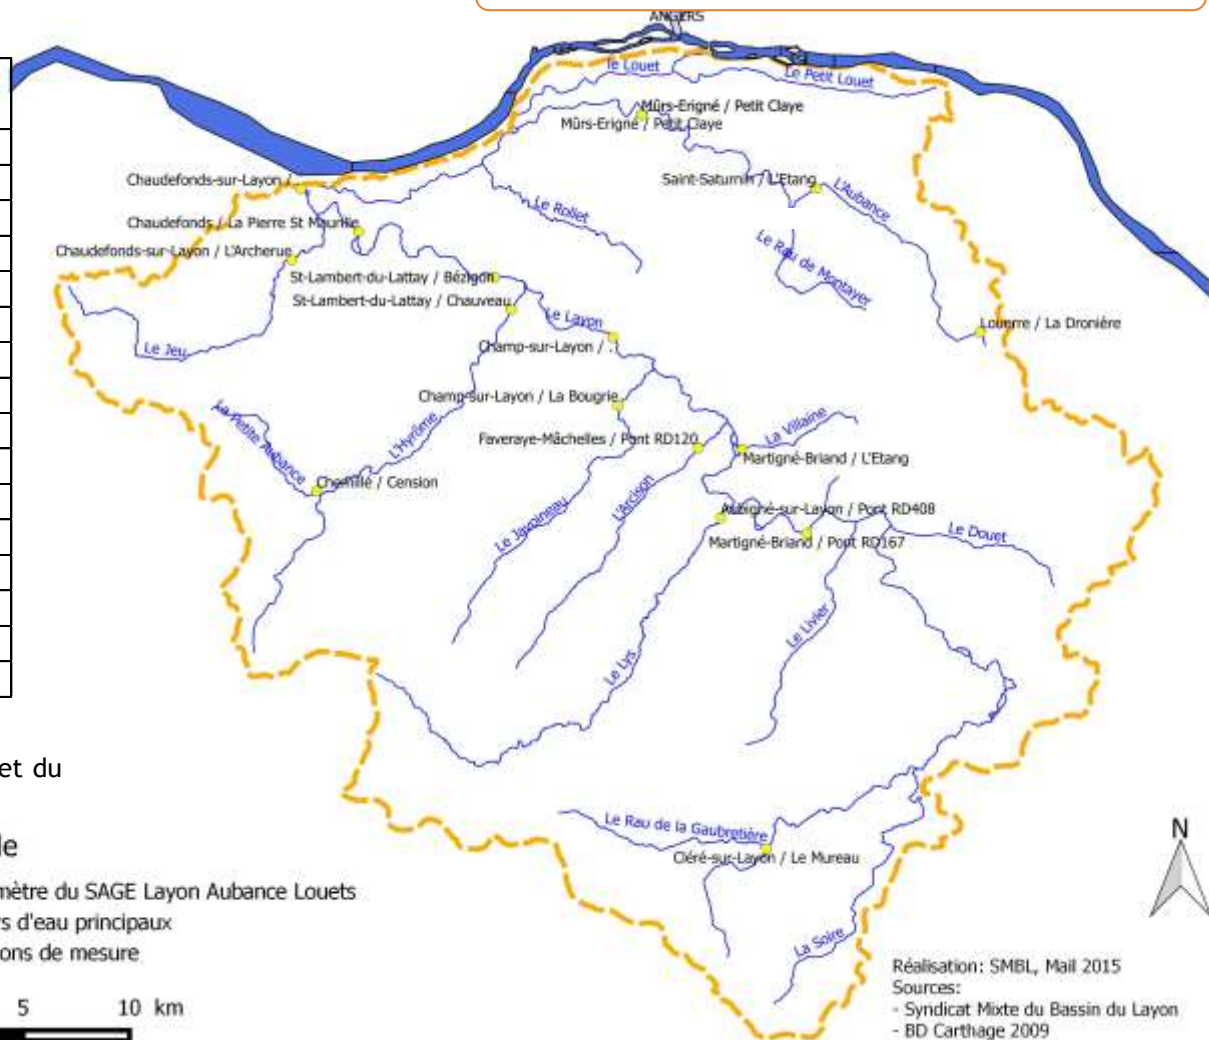 ANGERS
le Louet
Le Petit Louet
Mûrs-Erigné / Petit Claye
Mûrs-Erigné / Petit Claye
Chaudefonds-sur-Layon / .
Saint-Saturnin / L'Etang
L'Aubance
Le Rollet
Chaudefonds / La Pierre St Maurille
Chaudefonds-sur-Layon / L'Archerue
Le Rau de Montayer
St-Lambert-du-Lattay / Bézigon
St-Lambert-du-Lattay / Chauveau
Le Layon
Louerre / La Dronière
Le Jeu
Champ-sur-Layon / .
Champ-sur-Layon / La Bougrie
La Petite Aubance
L'Hyrôme
La Villaine
Faveraye-Mâchelles / Pont RD120
Martigné-Briand / L'Etang
Chemillé / Cension
L'Arcison
Le Javoineau
Aubigné-sur-Layon / Pont RD408
Le Douet
Martigné-Briand / Pont RD167
Le Livier
Le Lys
et du
le
mètre du SAGE Layon Aubance Louets
s d'eau principaux
ons de mesure
5 10 km
Le Rau de la Gaubretière
Cléré-sur-Layon / Le Mureau
La Soire
N
Réalisation: SMBL, Mail 2015
Sources:
- Syndicat Mixte du Bassin du Layon
- BD Carthage 2009